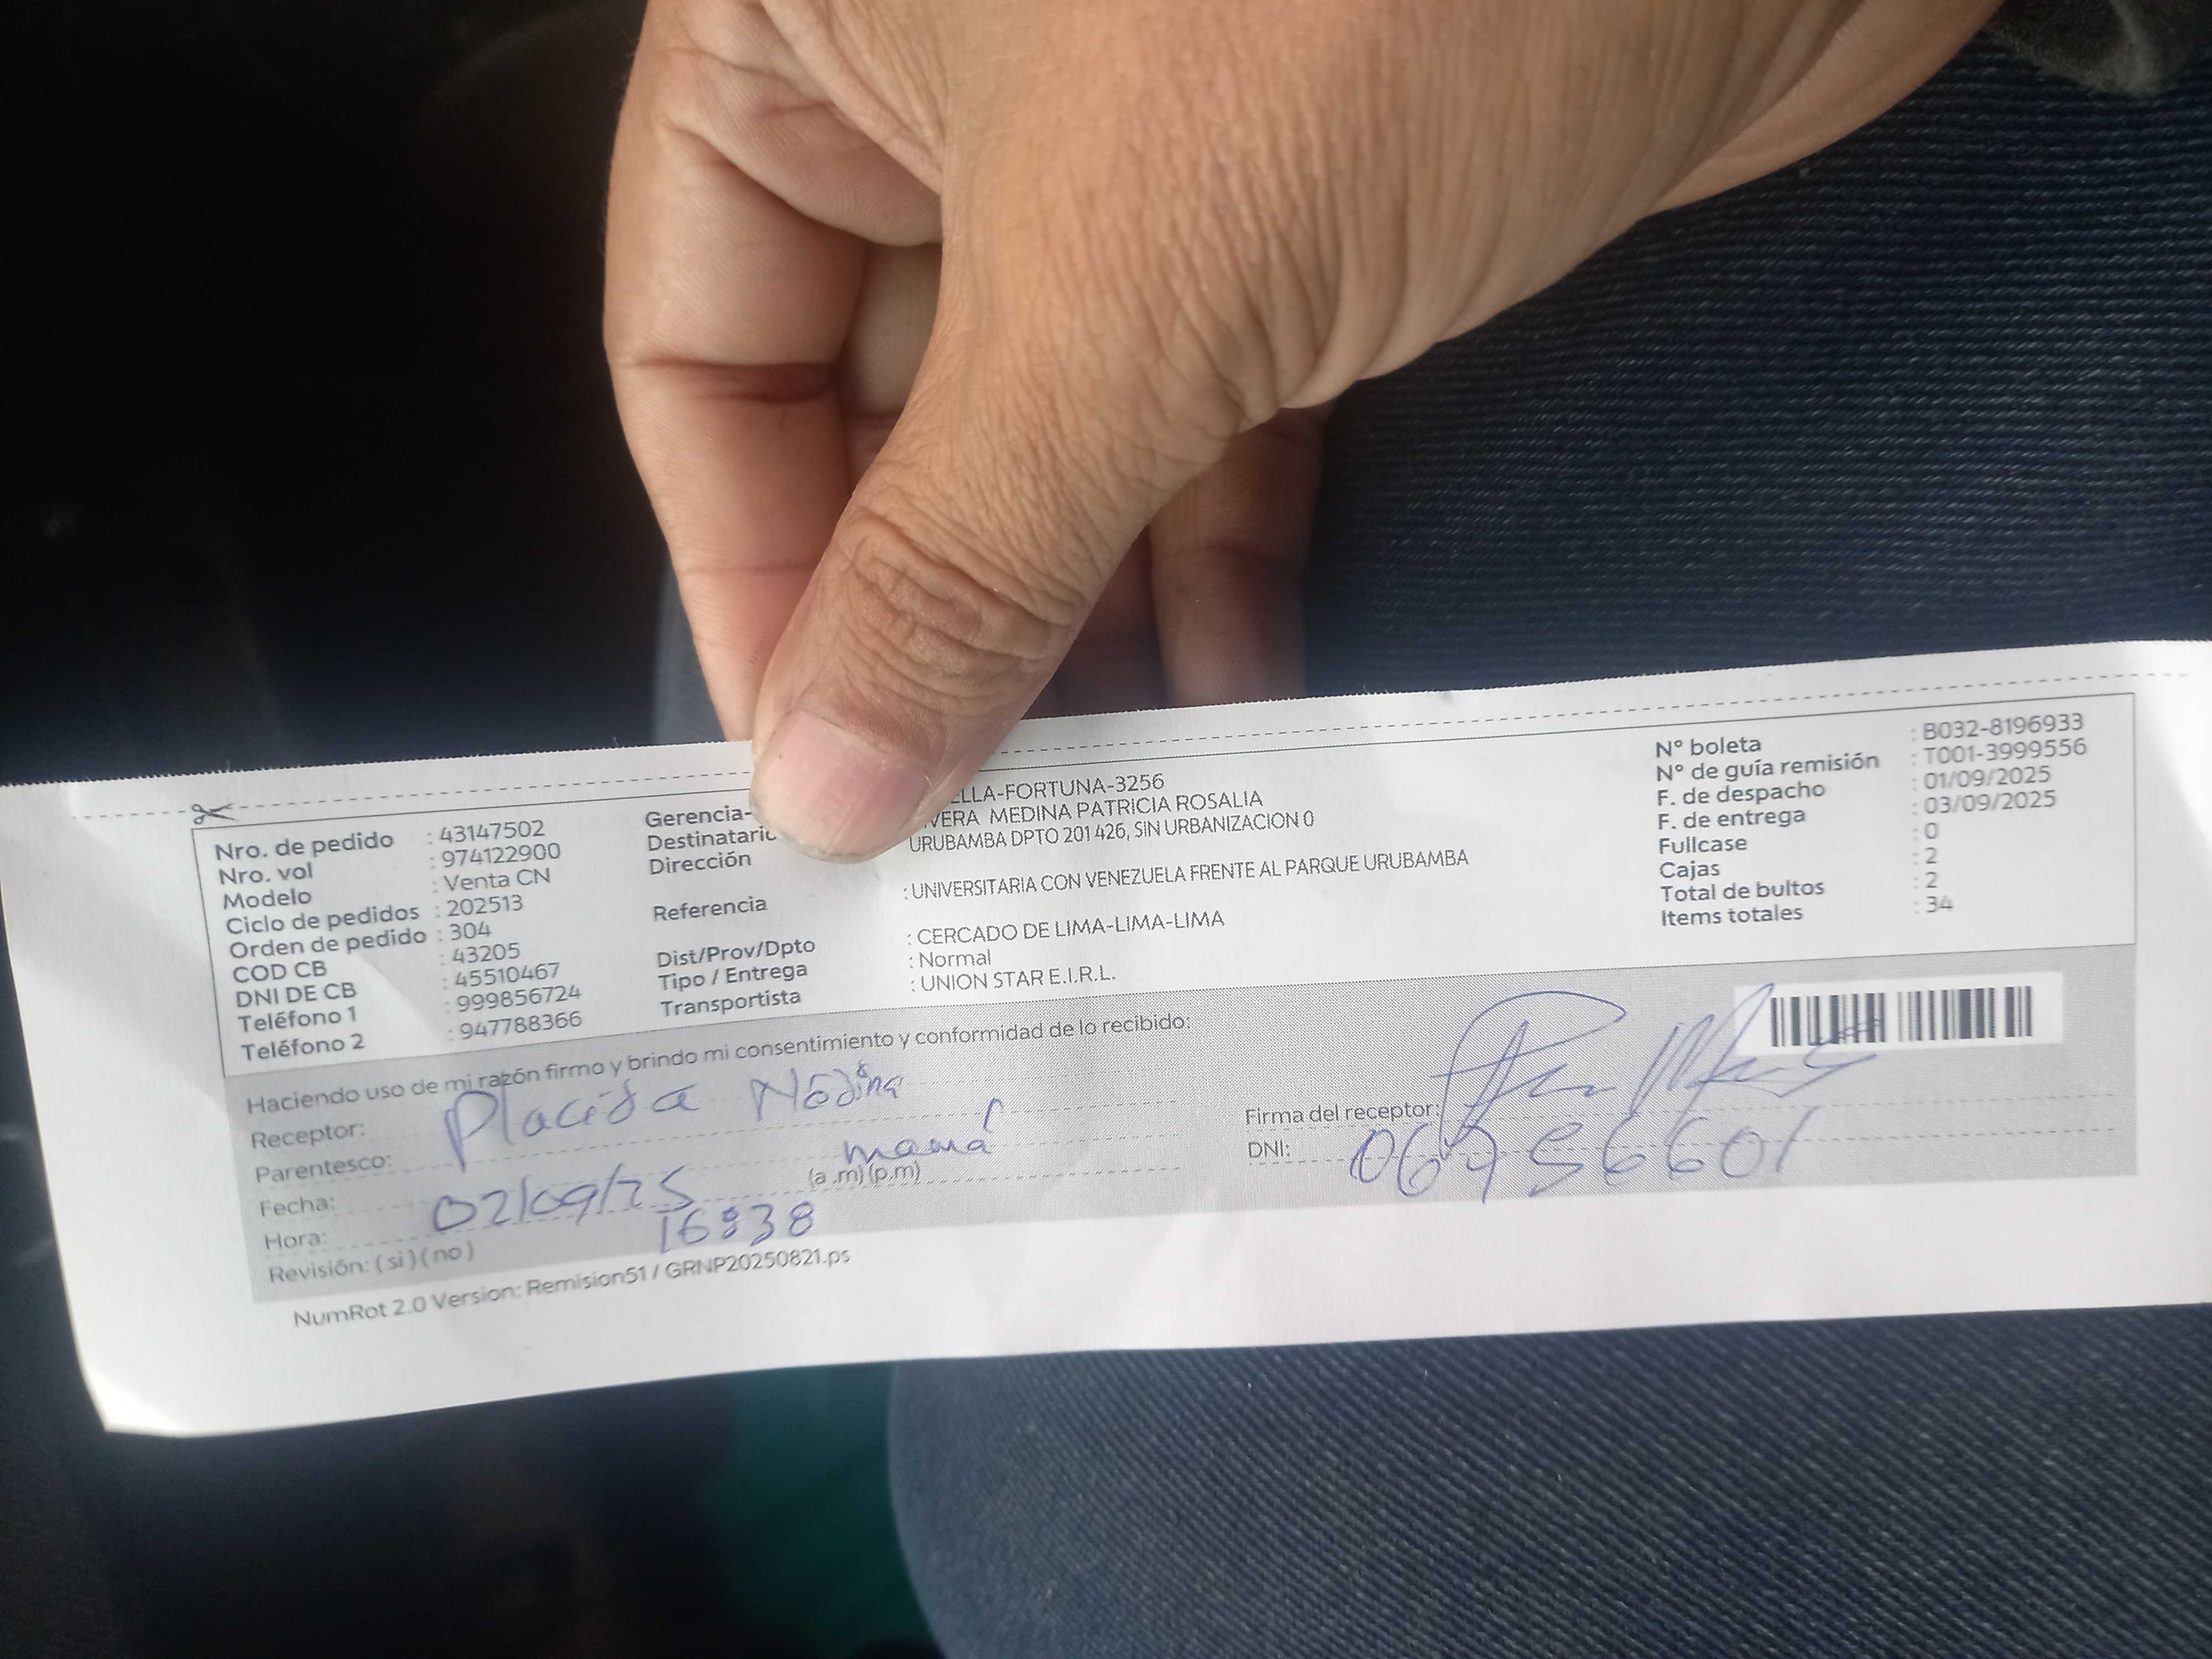 Nro. de pedido : 43147502
Nro. vol : 974122900
Modelo : Venta CN
Ciclo de pedidos : 202513
Orden de pedido : 304
COD CB : 43205
DNI DE CB : 45510467
Teléfono 1 : 999856724
Teléfono 2 : 947788366
Gerencia- ELLA-FORTUNA-3256
Destinatario VERA MEDINA PATRICIA ROSALIA
Dirección URUBAMBA DPTO 201 426, SIN URBANIZACION 0
Referencia : UNIVERSITARIA CON VENEZUELA FRENTE AL PARQUE URUBAMBA
Dist/Prov/Dpto : CERCADO DE LIMA-LIMA-LIMA
Tipo / Entrega : Normal
Transportista : UNION STAR E.I.R.L.
N° boleta : B032-8196933
N° de guía remisión : T001-3999556
F. de despacho : 01/09/2025
F. de entrega : 03/09/2025
Fullcase : 0
Cajas : 2
Total de bultos : 2
Items totales : 34
Haciendo uso de mi razón firmo y brindo mi consentimiento y conformidad de lo recibido:
Receptor: Placida
Parentesco: mamá
Fecha: 02/09/25
Hora: 16:38 (a.m) (p.m)
Revisión: ( si ) ( no )
Firma del receptor:
DNI:
NumRot 2.0 Version: Remision51 / GRNP20250821.ps